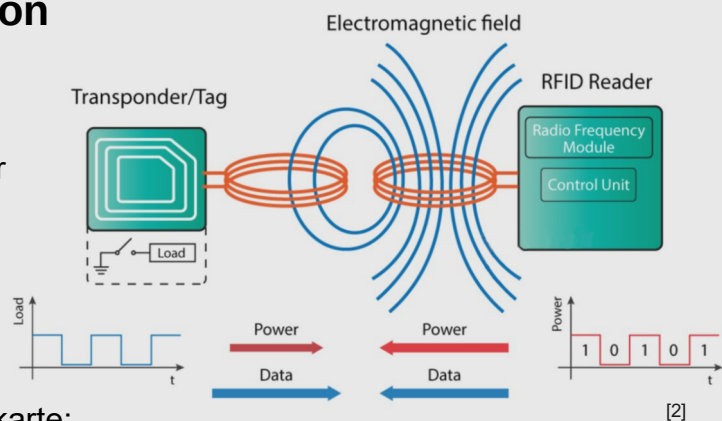 on
Electromagnetic field
Transponder/Tag
RFID Reader
r
Radio Frequency
Module
Control Unit
Load
Load
t
Power
Data
Power
Data
Power
1 0 1 0 1
t
karte:
[2]